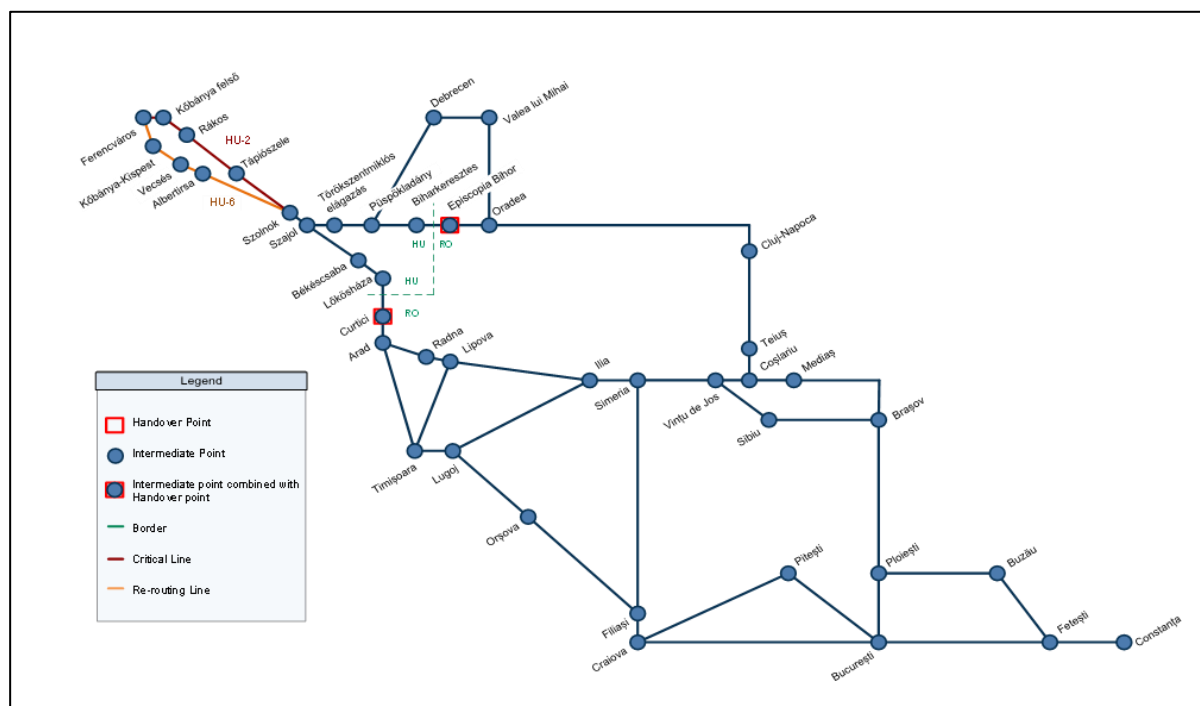 Kőbánya felső
Ferencváros
Rákos
HU-2
Tápiószele
Kőbánya-Kispest
Vecsés
Albertirsa
HU-6
Szolnok
Szajol
Törökszentmiklós
elágazás
Püspökladány
Debrecen
Valea lui Mihai
Biharkeresztes
Episcopia Bihor
Oradea
HU
RO
Cluj-Napoca
Békéscsaba
Lőkösháza
HU
RO
Curtici
Arad
Radna
Lipova
Ilia
Simeria
Teiuș
Coșlariu
Mediaș
Vințu de Jos
Sibiu
Brașov
Timișoara
Lugoj
Orșova
Filiași
Craiova
Pitești
Ploiești
Buzău
București
Fetești
Constanța
Legend
Handover Point
Intermediate Point
Intermediate point combined with
Handover point
Border
Critical Line
Re-routing Line